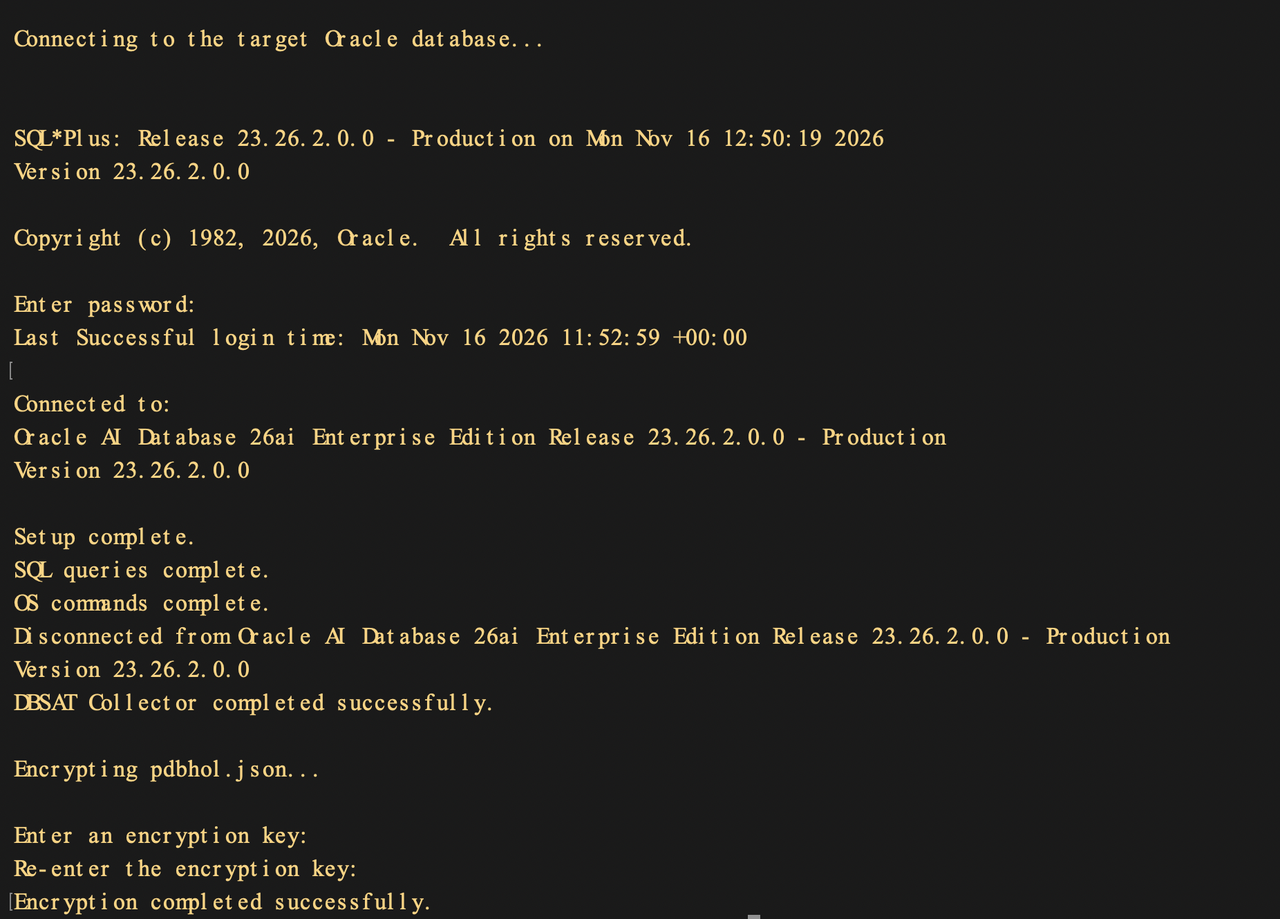 Connecting to the target Oracle database...
SQL*Plus: Release 23.26.2.0.0 - Production on Mon Nov 16 12:50:19 2026
Version 23.26.2.0.0
Copyright (c) 1982, 2026, Oracle.  All rights reserved.
Enter password:
Last Successful login time: Mon Nov 16 2026 11:52:59 +00:00
[
Connected to:
Oracle AI Database 26ai Enterprise Edition Release 23.26.2.0.0 - Production
Version 23.26.2.0.0
Setup complete.
SQL queries complete.
OS commands complete.
Disconnected from Oracle AI Database 26ai Enterprise Edition Release 23.26.2.0.0 - Production
Version 23.26.2.0.0
DBSAT Collector completed successfully.
Encrypting pdbhol.json...
Enter an encryption key:
Re-enter the encryption key:
[Encryption completed successfully.